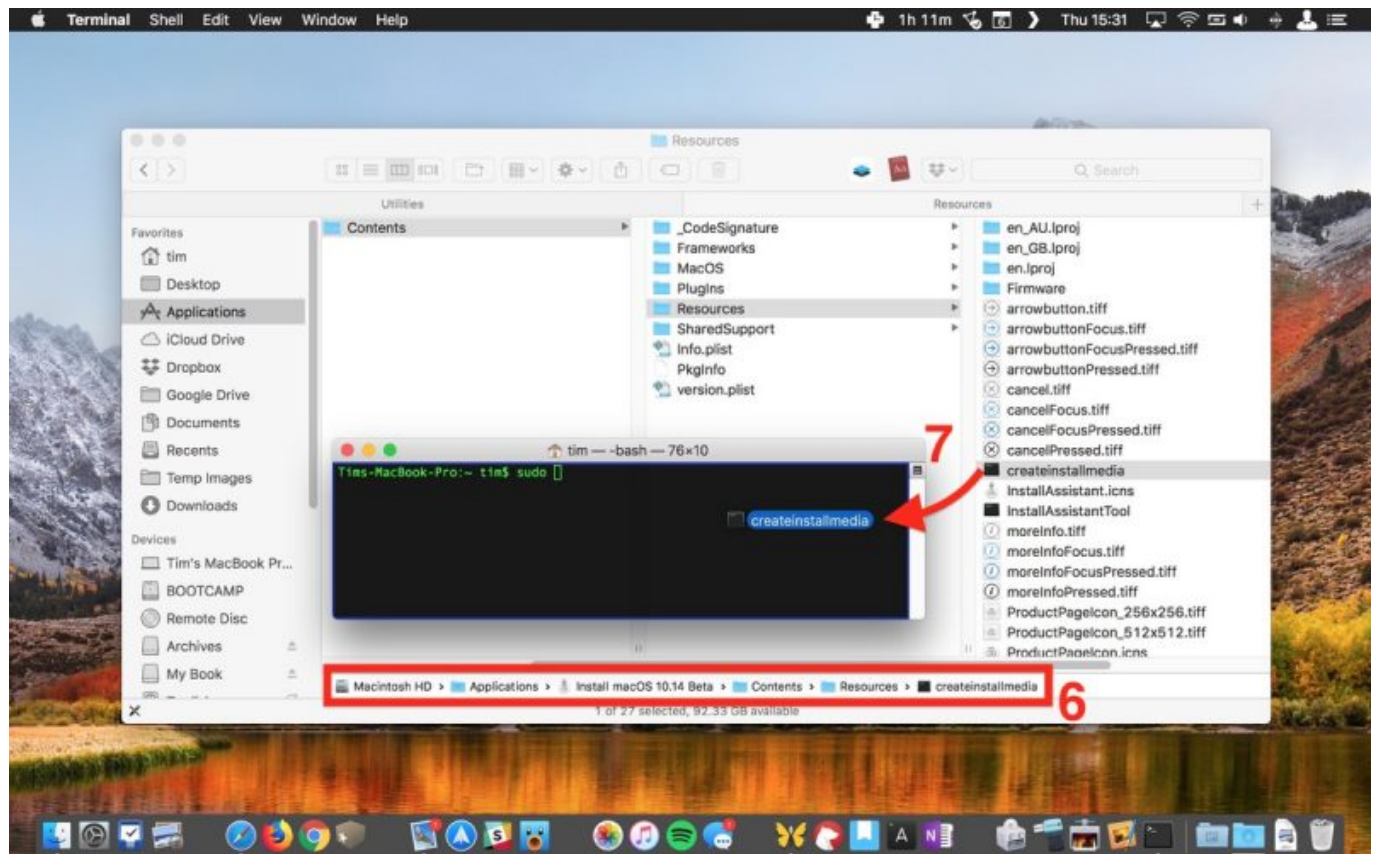 Terminal Shell Edit View Window Help 1h 11m 6 Thu 15:31
Resources
Search
Utilities Resources
Favorites
tim
Desktop
Applications
iCloud Drive
Dropbox
Google Drive
Documents
Recents
Temp Images
Downloads
Devices
Tim's MacBook Pr...
BOOTCAMP
Remote Disc
Archives
My Book
Contents
_CodeSignature
Frameworks
MacOS
PlugIns
Resources
SharedSupport
Info.plist
PkgInfo
version.plist
en_AU.lproj
en_GB.lproj
en.lproj
Firmware
arrowbutton.tiff
arrowbuttonFocus.tiff
arrowbuttonFocusPressed.tiff
arrowbuttonPressed.tiff
cancel.tiff
cancelFocus.tiff
cancelFocusPressed.tiff
cancelPressed.tiff
createinstallmedia
InstallAssistant.icns
InstallAssistantTool
moreInfo.tiff
moreInfoFocus.tiff
moreInfoFocusPressed.tiff
moreInfoPressed.tiff
ProductPageIcon_256x256.tiff
ProductPageIcon_512x512.tiff
ProductPageIcon.icns
tim — -bash — 76×10
Tims-MacBook-Pro:~ tim$ sudo
createinstallmedia
7
Macintosh HD › Applications › Install macOS 10.14 Beta › Contents › Resources › createinstallmedia
6
1 of 27 selected, 92.33 GB available